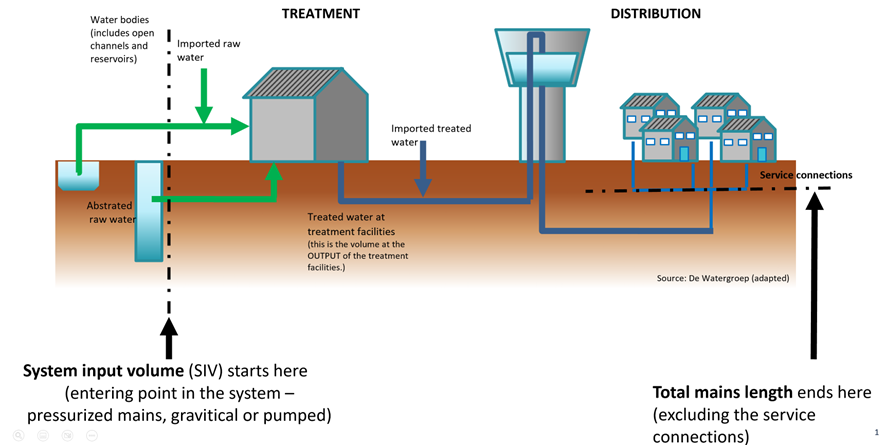 TREATMENT
DISTRIBUTION
Water bodies
(includes open
channels and
reservoirs)
Imported raw
water
Imported treated
water
Service connections
Abstrated
raw water
Treated water at
treatment facilities
(this is the volume at the
OUTPUT of the treatment
facilities.)
Source: De Watergroep (adapted)
System input volume (SIV) starts here
(entering point in the system –
pressurized mains, gravitical or pumped)
Total mains length ends here
(excluding the service
connections)
1